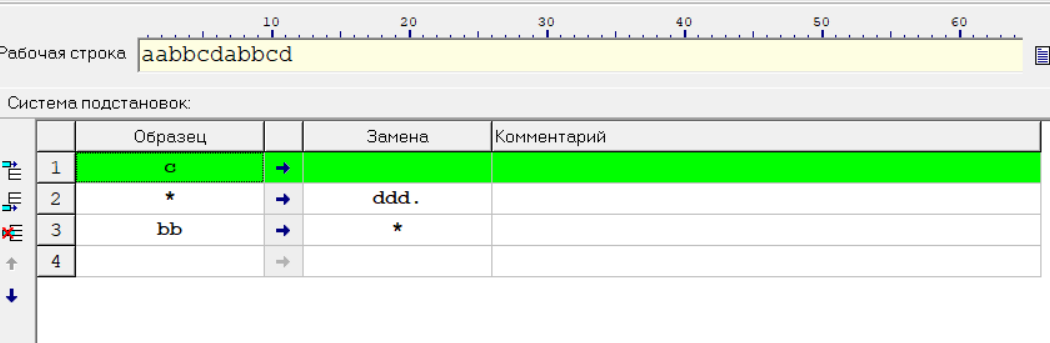 10 20 30 40 50 60
Рабочая строка aabbcdabbcd
Система подстановок:
Образец Замена Комментарий
1 c →
2 * → ddd.
3 bb → *
4 →